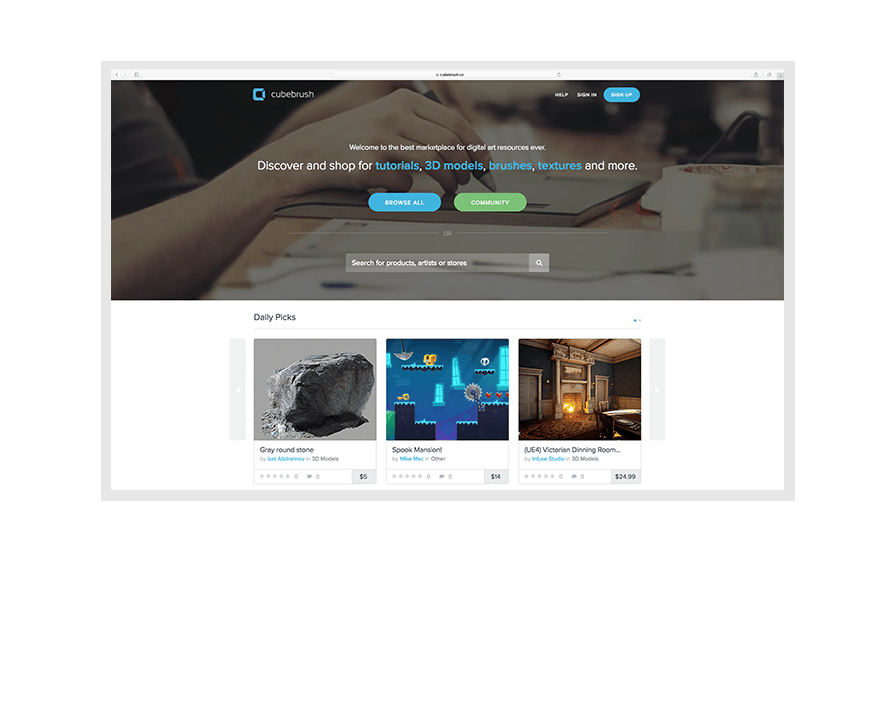 cubebrush.co
cubebrush
HELP SIGN IN SIGN UP
Welcome to the best marketplace for digital art resources ever.
Discover and shop for tutorials, 3D models, brushes, textures and more.
BROWSE ALL COMMUNITY
OR
Search for products, artists or stores
Daily Picks
Gray round stone
by Izat Abdraimov in 3D Models
0 0 $5
Spook Mansion!
by Mike Mac in Other
0 0 $14
(UE4) Victorian Dinning Room...
by Infuse Studio in 3D Models
0 0 $24.99